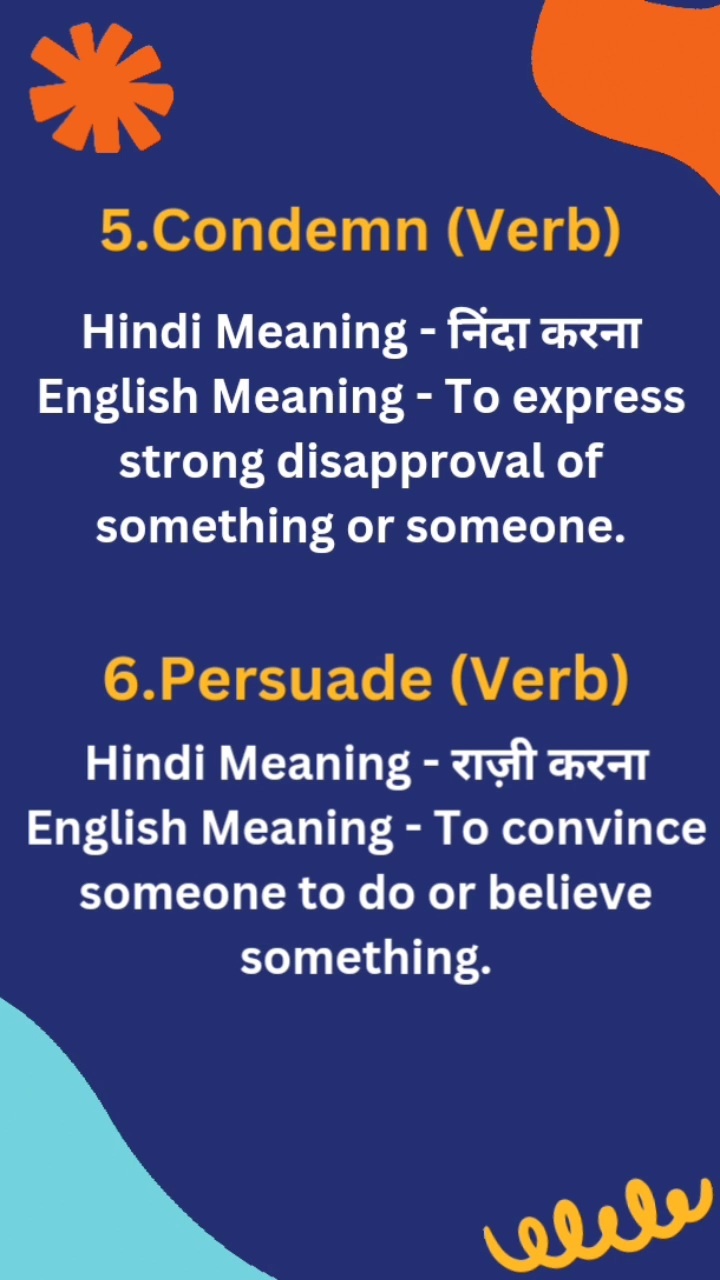 5.Condemn (Verb)
Hindi Meaning - निंदा करना
English Meaning - To express
strong disapproval of
something or someone.
6.Persuade (Verb)
Hindi Meaning - राज़ी करना
English Meaning - To convince
someone to do or believe
something.